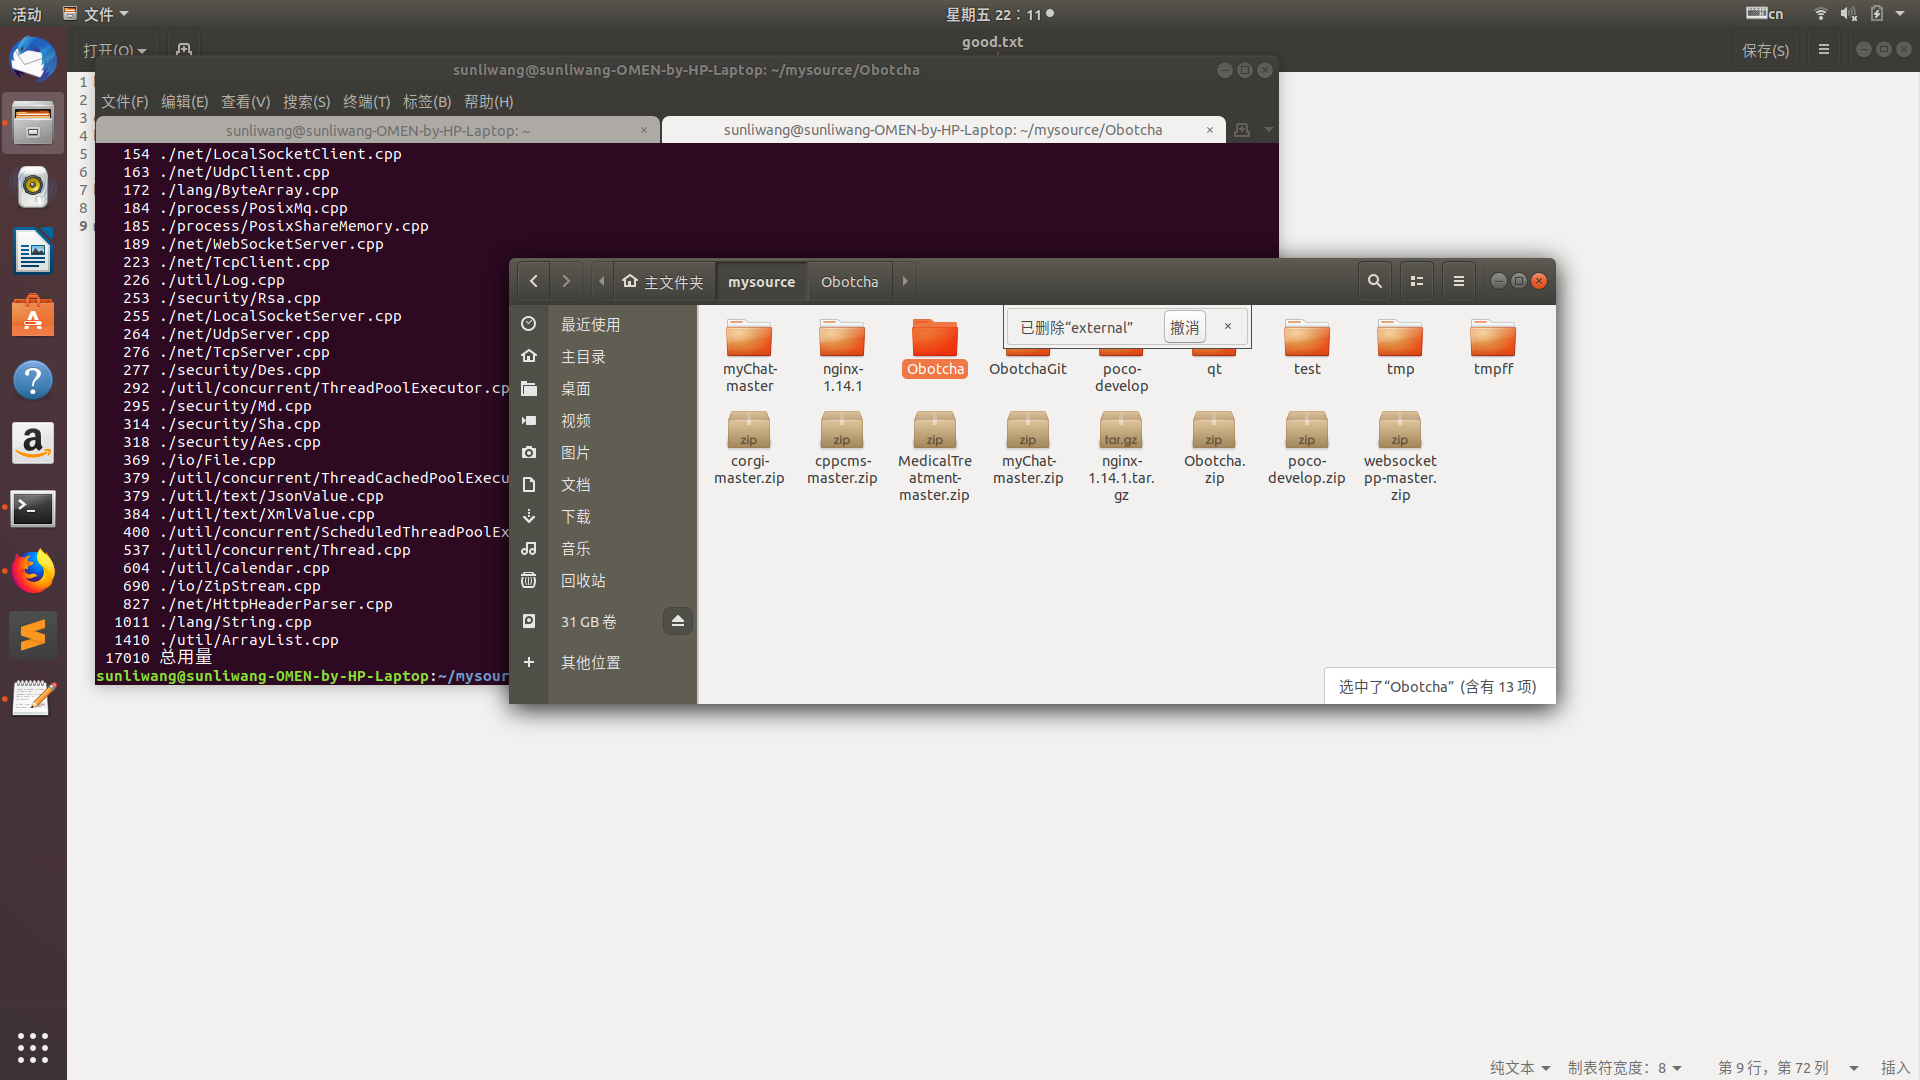 活动
文件
星期五 22：11
cn
打开(O)
good.txt
保存(S)
sunliwang@sunliwang-OMEN-by-HP-Laptop: ~/mysource/Obotcha
文件(F) 编辑(E) 查看(V) 搜索(S) 终端(T) 标签(B) 帮助(H)
sunliwang@sunliwang-OMEN-by-HP-Laptop: ~ ×
sunliwang@sunliwang-OMEN-by-HP-Laptop: ~/mysource/Obotcha ×
1
2
3
4
5
6
7
8
9
154 ./net/LocalSocketClient.cpp
163 ./net/UdpClient.cpp
172 ./lang/ByteArray.cpp
184 ./process/PosixMq.cpp
185 ./process/PosixShareMemory.cpp
189 ./net/WebSocketServer.cpp
223 ./net/TcpClient.cpp
226 ./util/Log.cpp
253 ./security/Rsa.cpp
255 ./net/LocalSocketServer.cpp
264 ./net/UdpServer.cpp
276 ./net/TcpServer.cpp
277 ./security/Des.cpp
292 ./util/concurrent/ThreadPoolExecutor.cp
295 ./security/Md.cpp
314 ./security/Sha.cpp
318 ./security/Aes.cpp
369 ./io/File.cpp
379 ./util/concurrent/ThreadCachedPoolExecu
379 ./util/text/JsonValue.cpp
384 ./util/text/XmlValue.cpp
400 ./util/concurrent/ScheduledThreadPoolEx
537 ./util/concurrent/Thread.cpp
604 ./util/Calendar.cpp
690 ./io/ZipStream.cpp
827 ./net/HttpHeaderParser.cpp
1011 ./lang/String.cpp
1410 ./util/ArrayList.cpp
17010 总用量
sunliwang@sunliwang-OMEN-by-HP-Laptop:~/mysour
主文件夹 mysource Obotcha
最近使用
主目录
桌面
视频
图片
文档
下载
音乐
回收站
31 GB 卷
其他位置
已删除“external” 撤消 ×
myChat-
master
nginx-
1.14.1
Obotcha
ObotchaGit
poco-
develop
qt
test
tmp
tmpff
zip
corgi-
master.zip
zip
cppcms-
master.zip
zip
MedicalTre
atment-
master.zip
zip
myChat-
master.zip
tar.gz
nginx-
1.14.1.tar.
gz
zip
Obotcha.
zip
zip
poco-
develop.zip
zip
websocket
pp-master.
zip
选中了“Obotcha” (含有 13 项)
纯文本 制表符宽度：8 第 9 行，第 72 列 插入